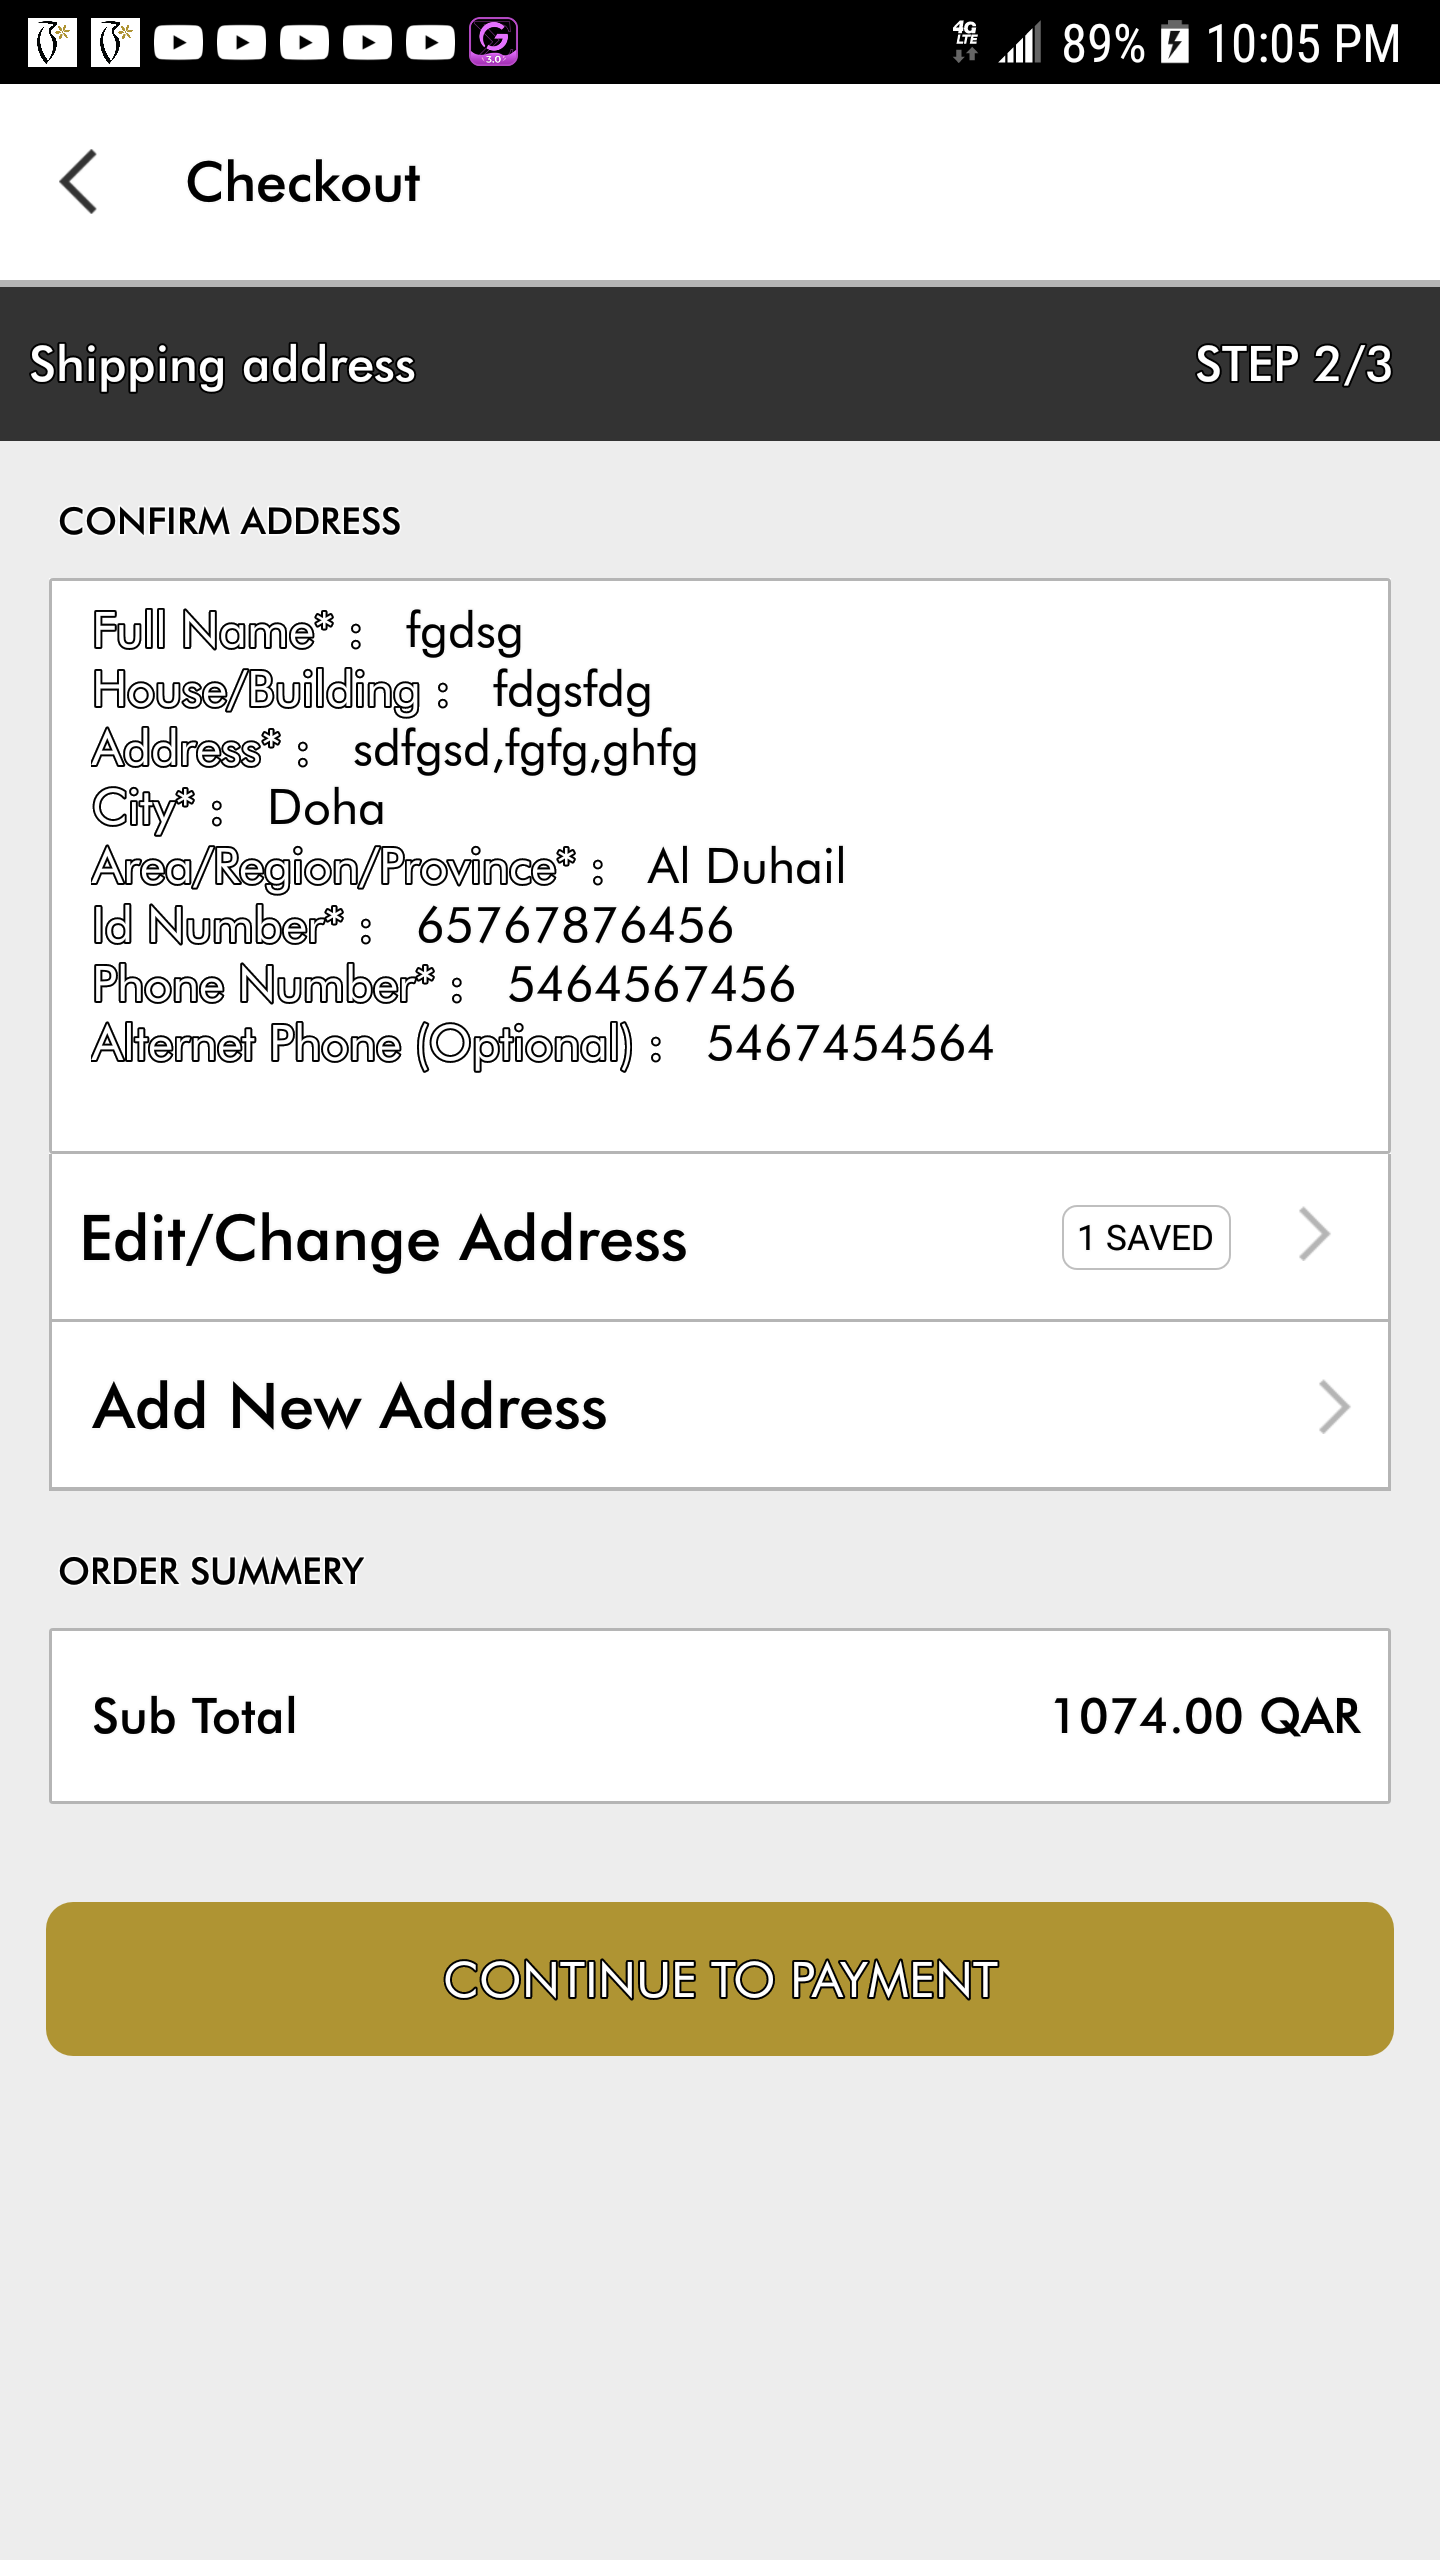 4G LTE 89% 10:05 PM
3.0
Checkout
Shipping address STEP 2/3
CONFIRM ADDRESS
Full Name* : fgdsg
House/Building : fdgsfdg
Address* : sdfgsd,fgfg,ghfg
City* : Doha
Area/Region/Province* : Al Duhail
Id Number* : 65767876456
Phone Number* : 5464567456
Alternet Phone (Optional) : 5467454564
Edit/Change Address 1 SAVED
Add New Address
ORDER SUMMERY
Sub Total 1074.00 QAR
CONTINUE TO PAYMENT